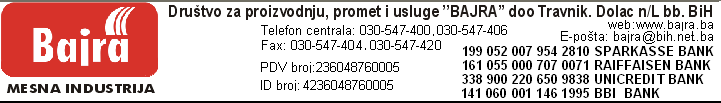 Bajra
MESNA INDUSTRIJA
Društvo za proizvodnju, promet i usluge ”BAJRA” doo Travnik. Dolac n/L bb. BiH
Telefon centrala: 030-547-400,030-547-406
Fax: 030-547-404. 030-547-420
PDV broj:236048760005
ID broj: 4236048760005
web:www.bajra.ba
E-pošta: bajra@bih.net.ba
199 052 007 954 2810 SPARKASSE BANK
161 055 000 707 0071 RAIFFAISEN BANK
338 900 220 650 9838 UNICREDIT BANK
141 060 001 146 1995 BBI BANK